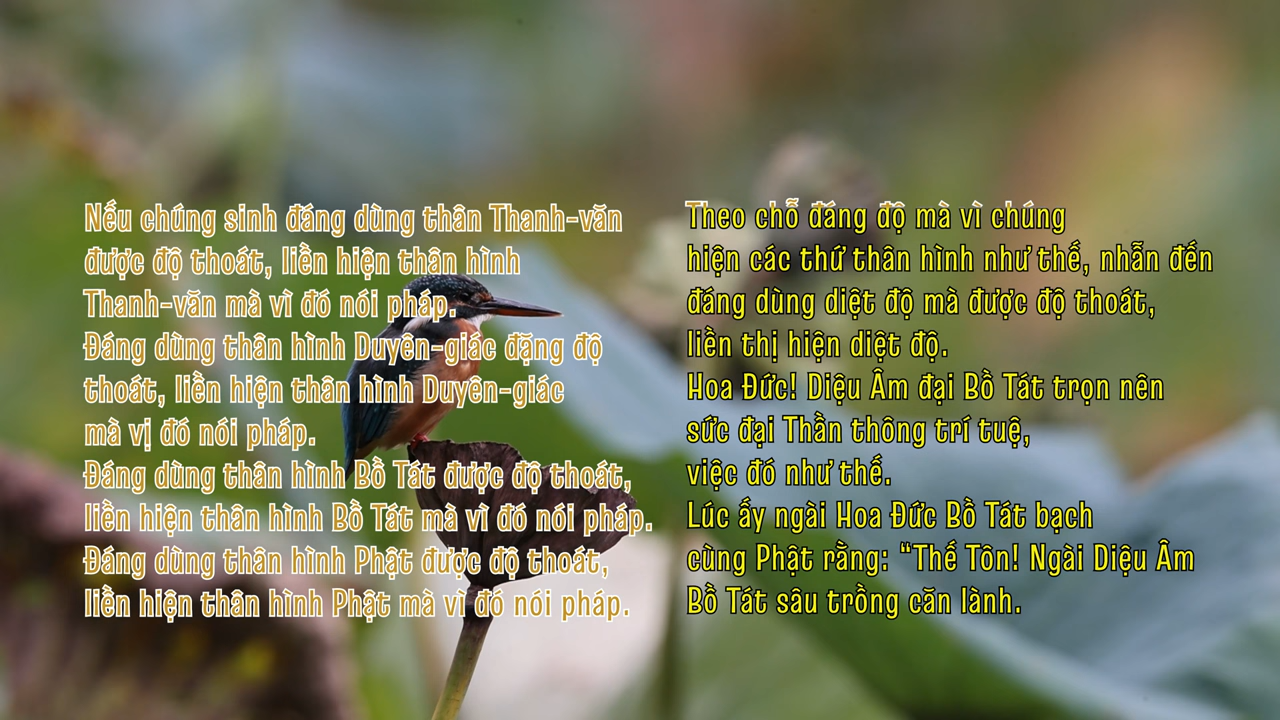 Nếu chúng sinh đáng dùng thân Thanh-văn
được độ thoát, liền hiện thân hình
Thanh-văn mà vì đó nói pháp.
Đáng dùng thân hình Duyên-giác đặng độ
thoát, liền hiện thân hình Duyên-giác
mà vị đó nói pháp.
Đáng dùng thân hình Bồ Tát được độ thoát,
liền hiện thân hình Bồ Tát mà vì đó nói pháp.
Đáng dùng thân hình Phật được độ thoát,
liền hiện thân hình Phật mà vì đó nói pháp.
Theo chỗ đáng độ mà vì chúng
hiện các thứ thân hình như thế, nhẫn đến
đáng dùng diệt độ mà được độ thoát,
liền thị hiện diệt độ.
Hoa Đức! Diệu Âm đại Bồ Tát trọn nên
sức đại Thần thông trí tuệ,
việc đó như thế.
Lúc ấy ngài Hoa Đức Bồ Tát bạch
cùng Phật rằng: “Thế Tôn! Ngài Diệu Âm
Bồ Tát sâu trồng căn lành.